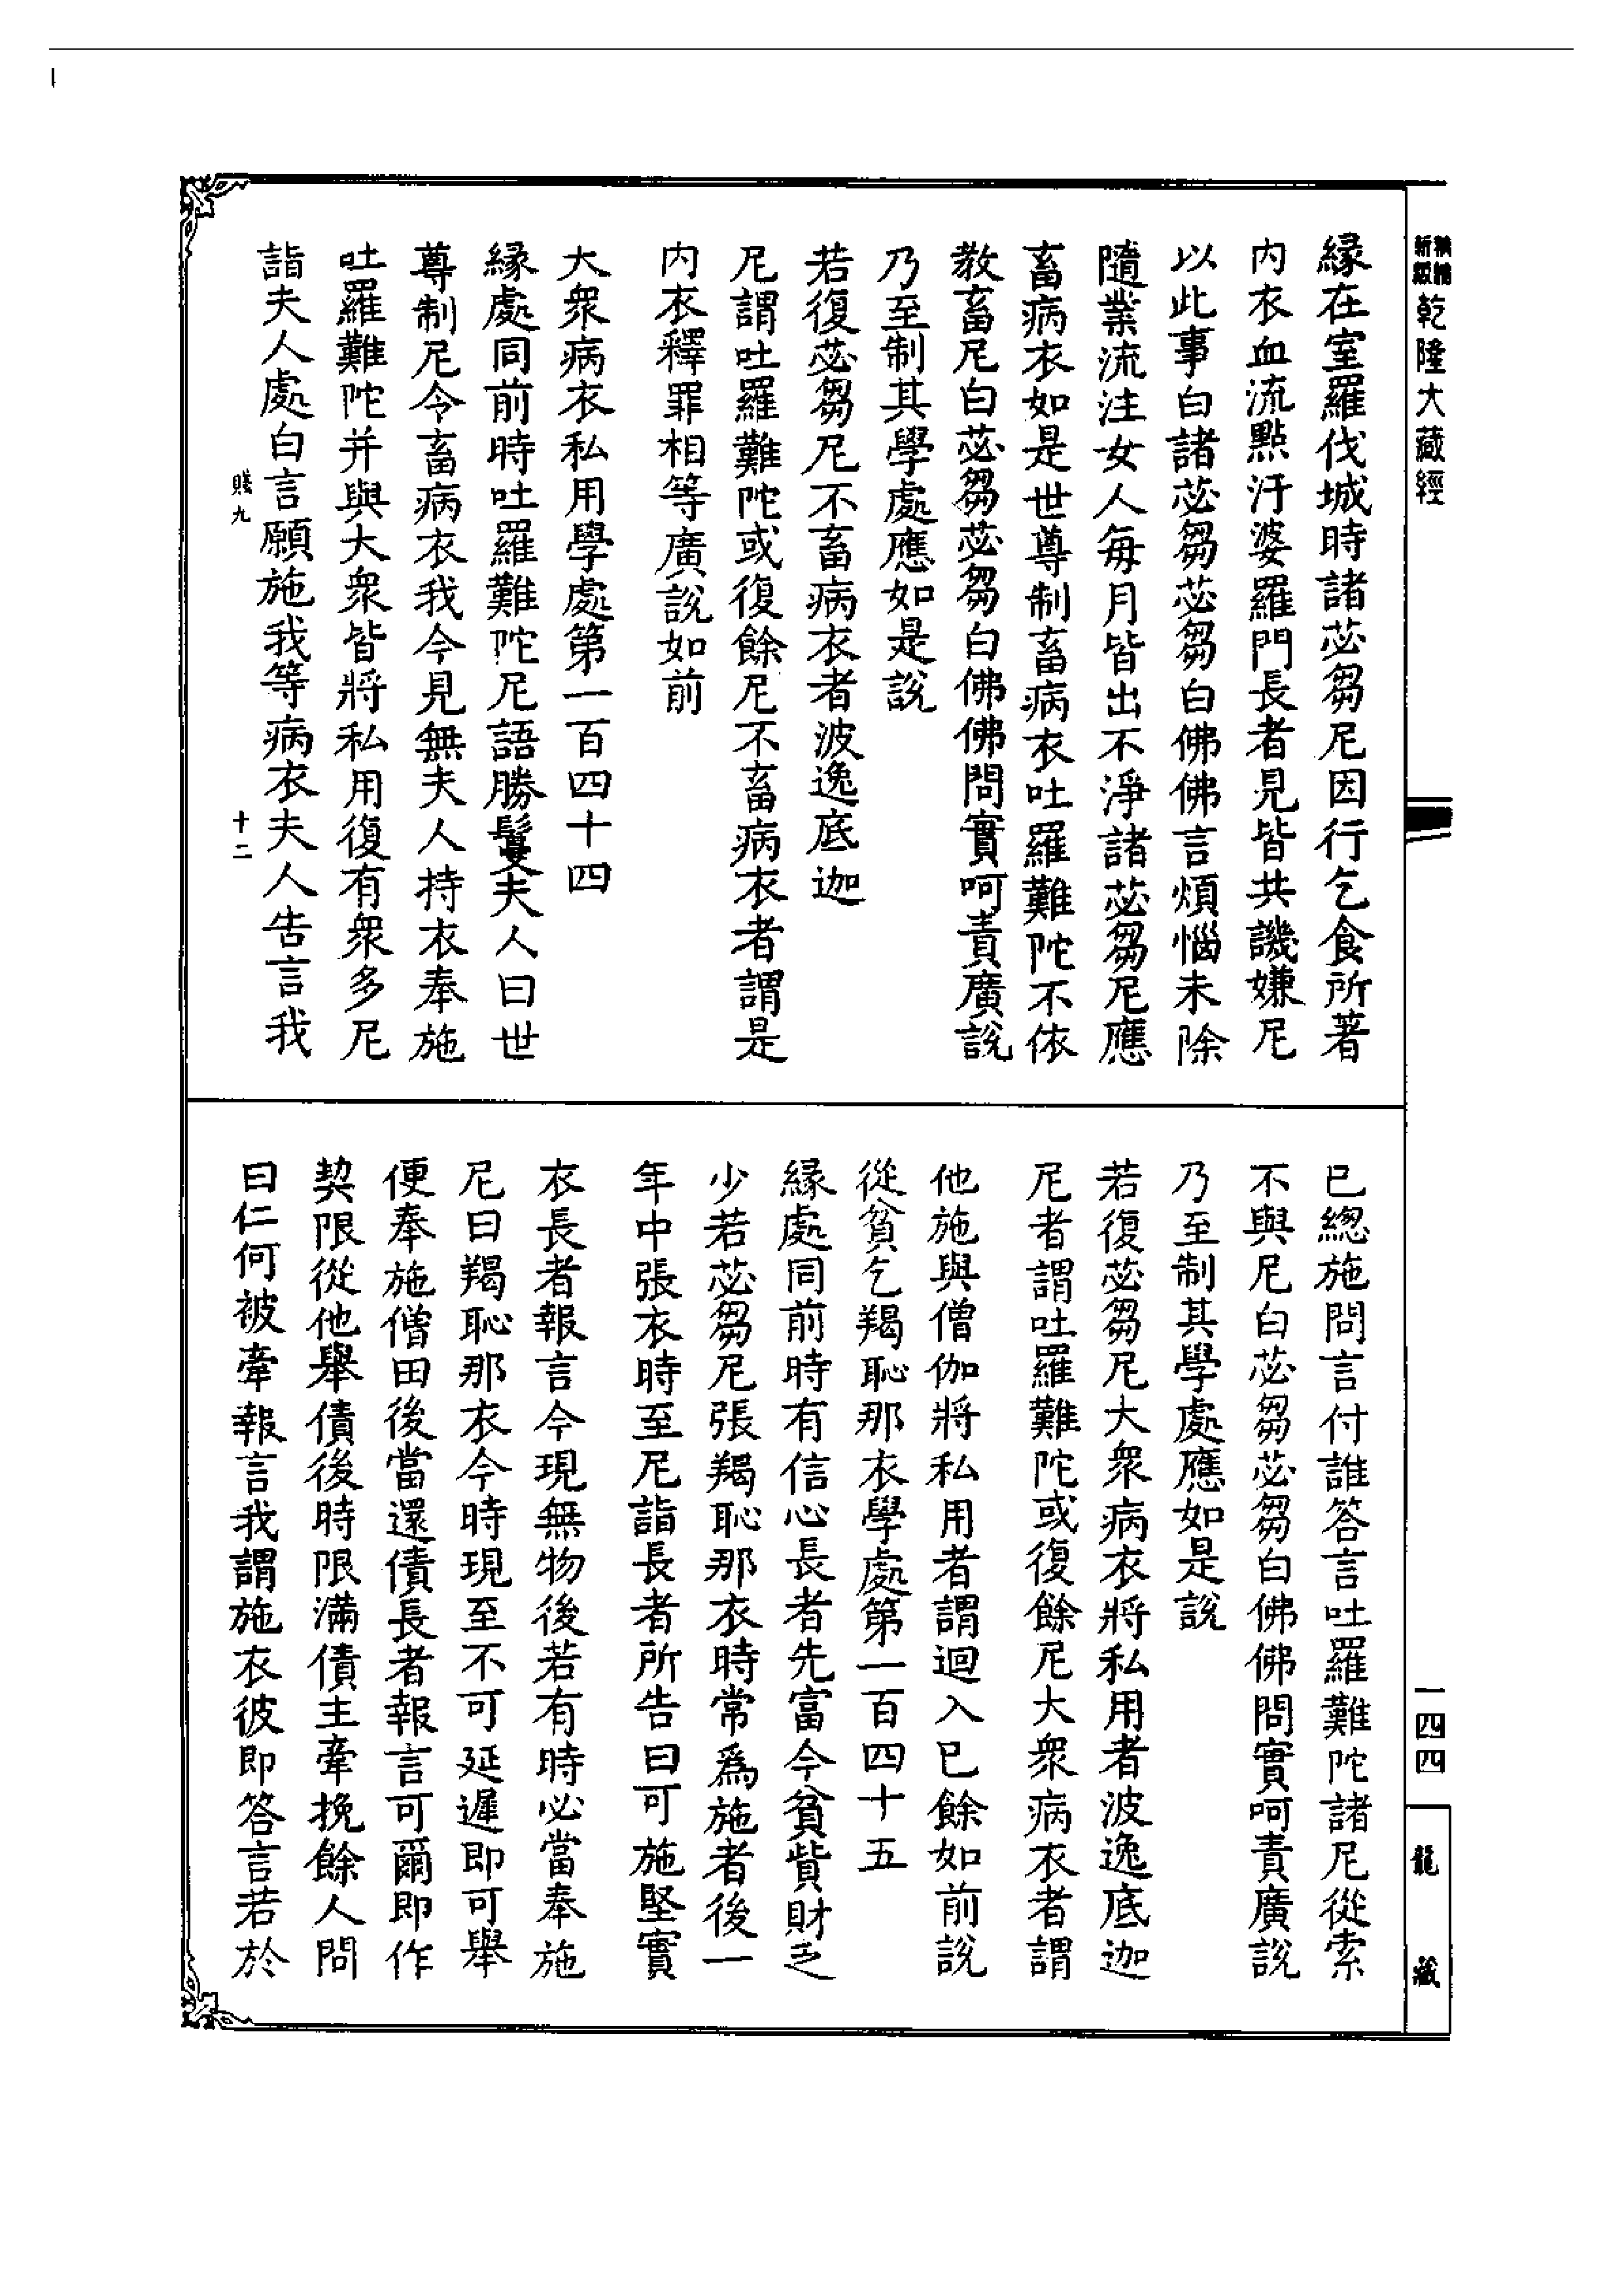 乾隆大藏經
緣在室羅伐城時諸苾芻尼因行乞食所著
内衣血流點汙婆羅門長者見皆共譏嫌尼
以此事白諸苾芻苾芻白佛佛言煩惱未除
隨業流注女人每月皆出不淨諸苾芻尼應
畜病衣如是世尊制畜病衣吐羅難陀不依
教畜尼白苾芻苾芻白佛佛問實呵責廣說
乃至制其學處應如是說
若復苾芻尼不畜病衣者波逸底迦
尼謂吐羅難陀或復餘尼不畜病衣者謂是
内衣釋罪相等廣說如前
大衆病衣私用學處第一百四十四
緣處同前時吐羅難陀尼語勝鬘夫人曰世
尊制尼令畜病衣我今見無夫人持衣奉施
吐羅難陀并與大衆皆將私用復有衆多尼
詣夫人處白言願施我等病衣夫人告言我
賤九
十二
已總施問言付誰答言吐羅難陀諸尼從索
不與尼白苾芻苾芻白佛佛問實呵責廣說
乃至制其學處應如是說
若復苾芻尼大衆病衣將私用者波逸底迦
尼者謂吐羅難陀或復餘尼大衆病衣者謂
他施與僧伽將私用者謂迴入已餘如前說
從貧乞羯恥那衣學處第一百四十五
緣處同前時有信心長者先富今貧貲財乏
少若苾芻尼張羯恥那衣時常爲施者後一
年中張衣時至尼詣長者所告曰可施堅實
衣長者報言今現無物後若有時必當奉施
尼曰羯恥那衣今時現至不可延遲即可舉
便奉施僧田後當還債長者報言可爾即作
契限從他舉債後時限滿債主牽挽餘人問
曰仁何被牽報言我謂施衣彼即答言若於
一四四
龍藏